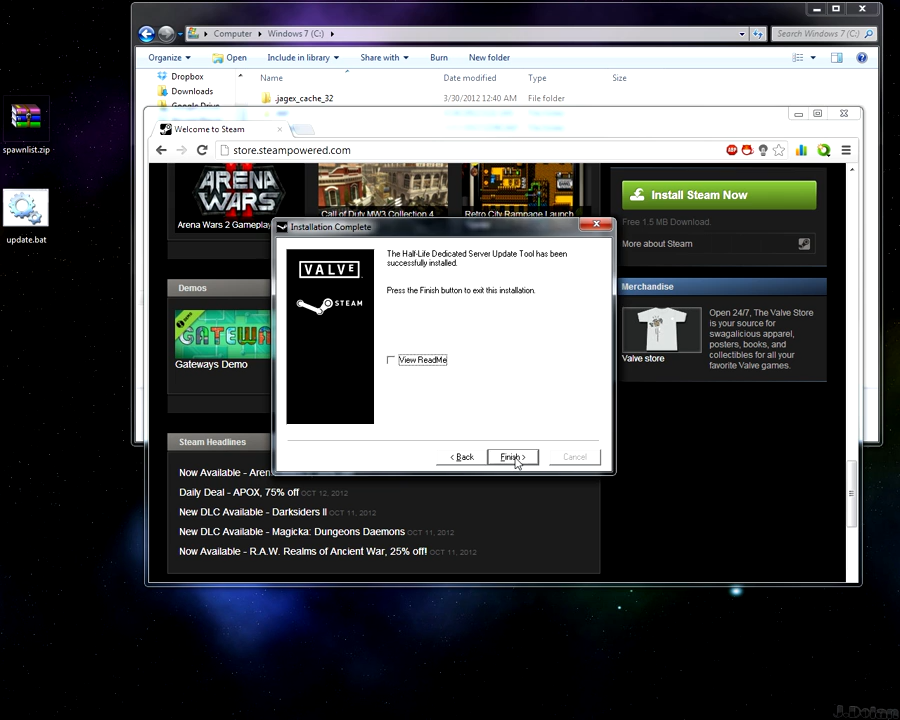 Computer
Windows 7 (C:)
Search Windows 7 (C:)
Organize
Open
Include in library
Share with
Burn
New folder
Dropbox
Downloads
Google Drive
Name
Date modified
Type
Size
.jagex_cache_32
3/30/2012 12:40 AM
File folder
spawnlist.zip
update.bat
Welcome to Steam
store.steampowered.com
ARENA
WARS
Arena Wars 2 Gameplay
Call of Duty MW3 Collection 4
Retro City Rampage Launch
Install Steam Now
Free 1.5 MB Download.
More about Steam
Merchandise
Open 24/7, The Valve Store
is your source for
swagalicious apparel,
posters, books, and
collectibles for all your
favorite Valve games.
Valve store
Demos
Gateways Demo
Steam Headlines
Daily Deal - APOX, 75% off OCT 12, 2012
New DLC Available - Darksiders II OCT 11, 2012
New DLC Available - Magicka: Dungeons Daemons OCT 11, 2012
Now Available - R.A.W. Realms of Ancient War, 25% off! OCT 11, 2012
Installation Complete
VALVE
STEAM
The Half-Life Dedicated Server Update Tool has been
successfully installed.
Press the Finish button to exit this installation.
View ReadMe
< Back
Finish >
Cancel